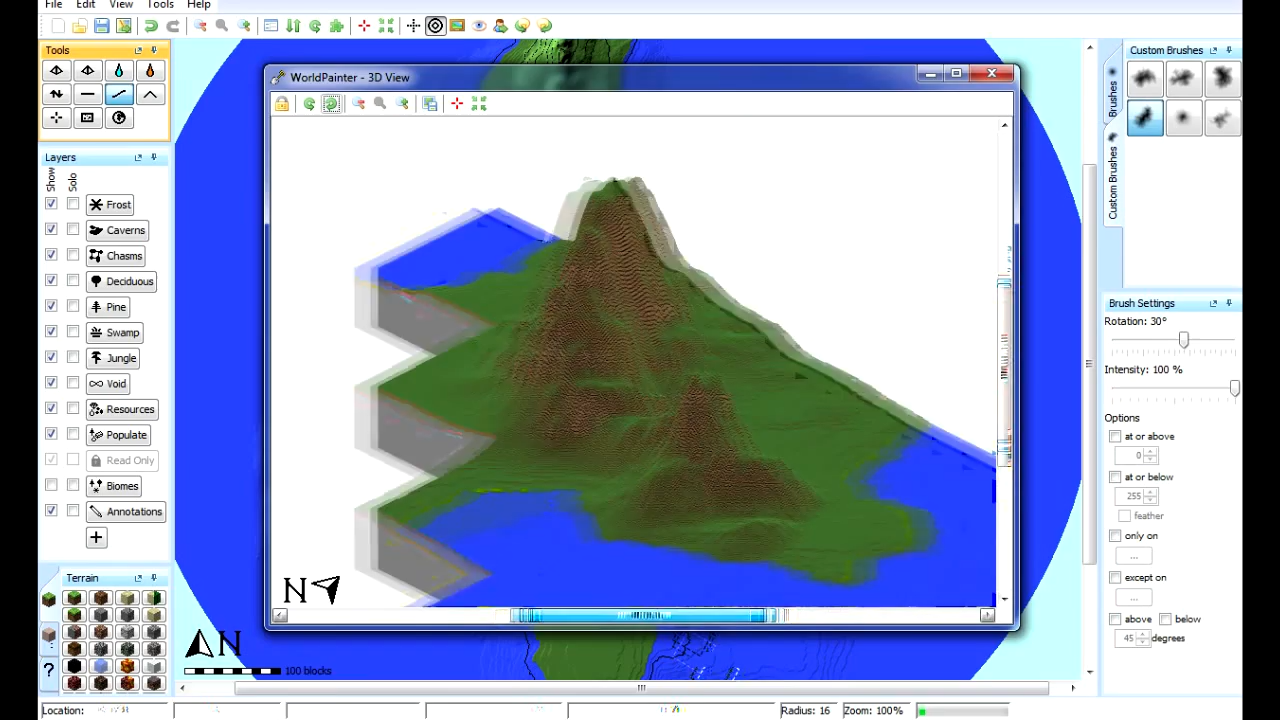 File Edit View Tools Help
Tools
WorldPainter - 3D View
Custom Brushes
Brushes
Custom Brushes
Layers
Show
Solo
Frost
Caverns
Chasms
Deciduous
Pine
Swamp
Jungle
Void
Resources
Populate
Read Only
Biomes
Annotations
+
Terrain
?
N
N
100 blocks
Brush Settings
Rotation: 30°
Intensity: 100 %
Options
at or above
0
at or below
255
feather
only on
...
except on
...
above below
45 degrees
Location:
Radius: 16
Zoom: 100%